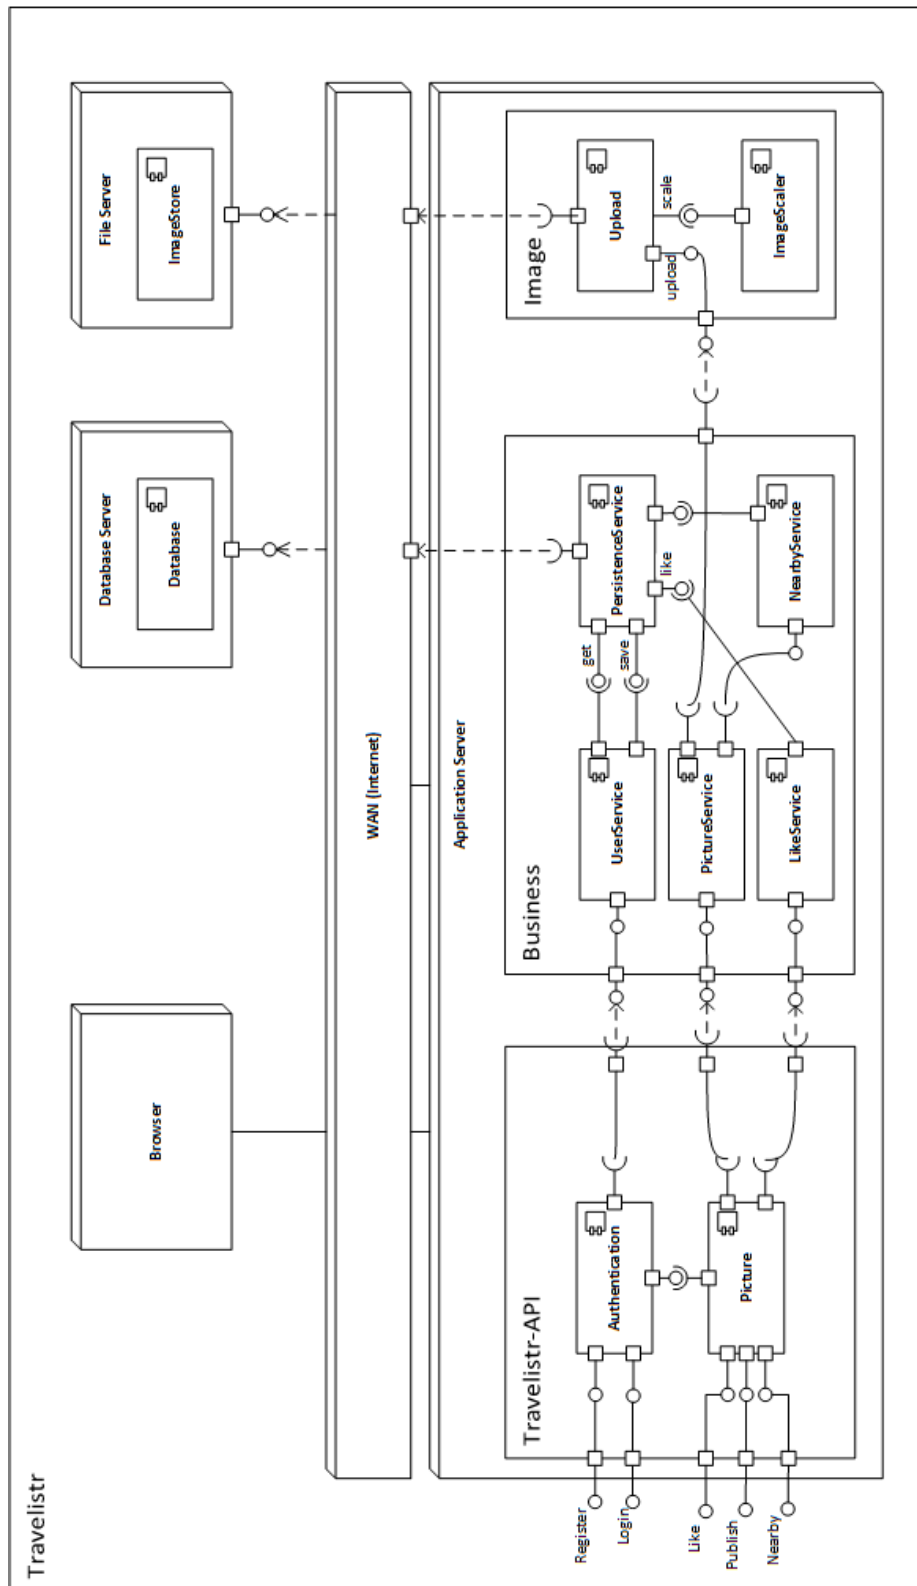 Travelistr
Browser
Database Server
Database
File Server
ImageStore
WAN (Internet)
Application Server
Travelistr-API
Authentication
Picture
Register
Login
Like
Publish
Nearby
Business
UserService
PictureService
LikeService
get
save
PersistenceService
like
NearbyService
Image
Upload
upload
scale
ImageScaler